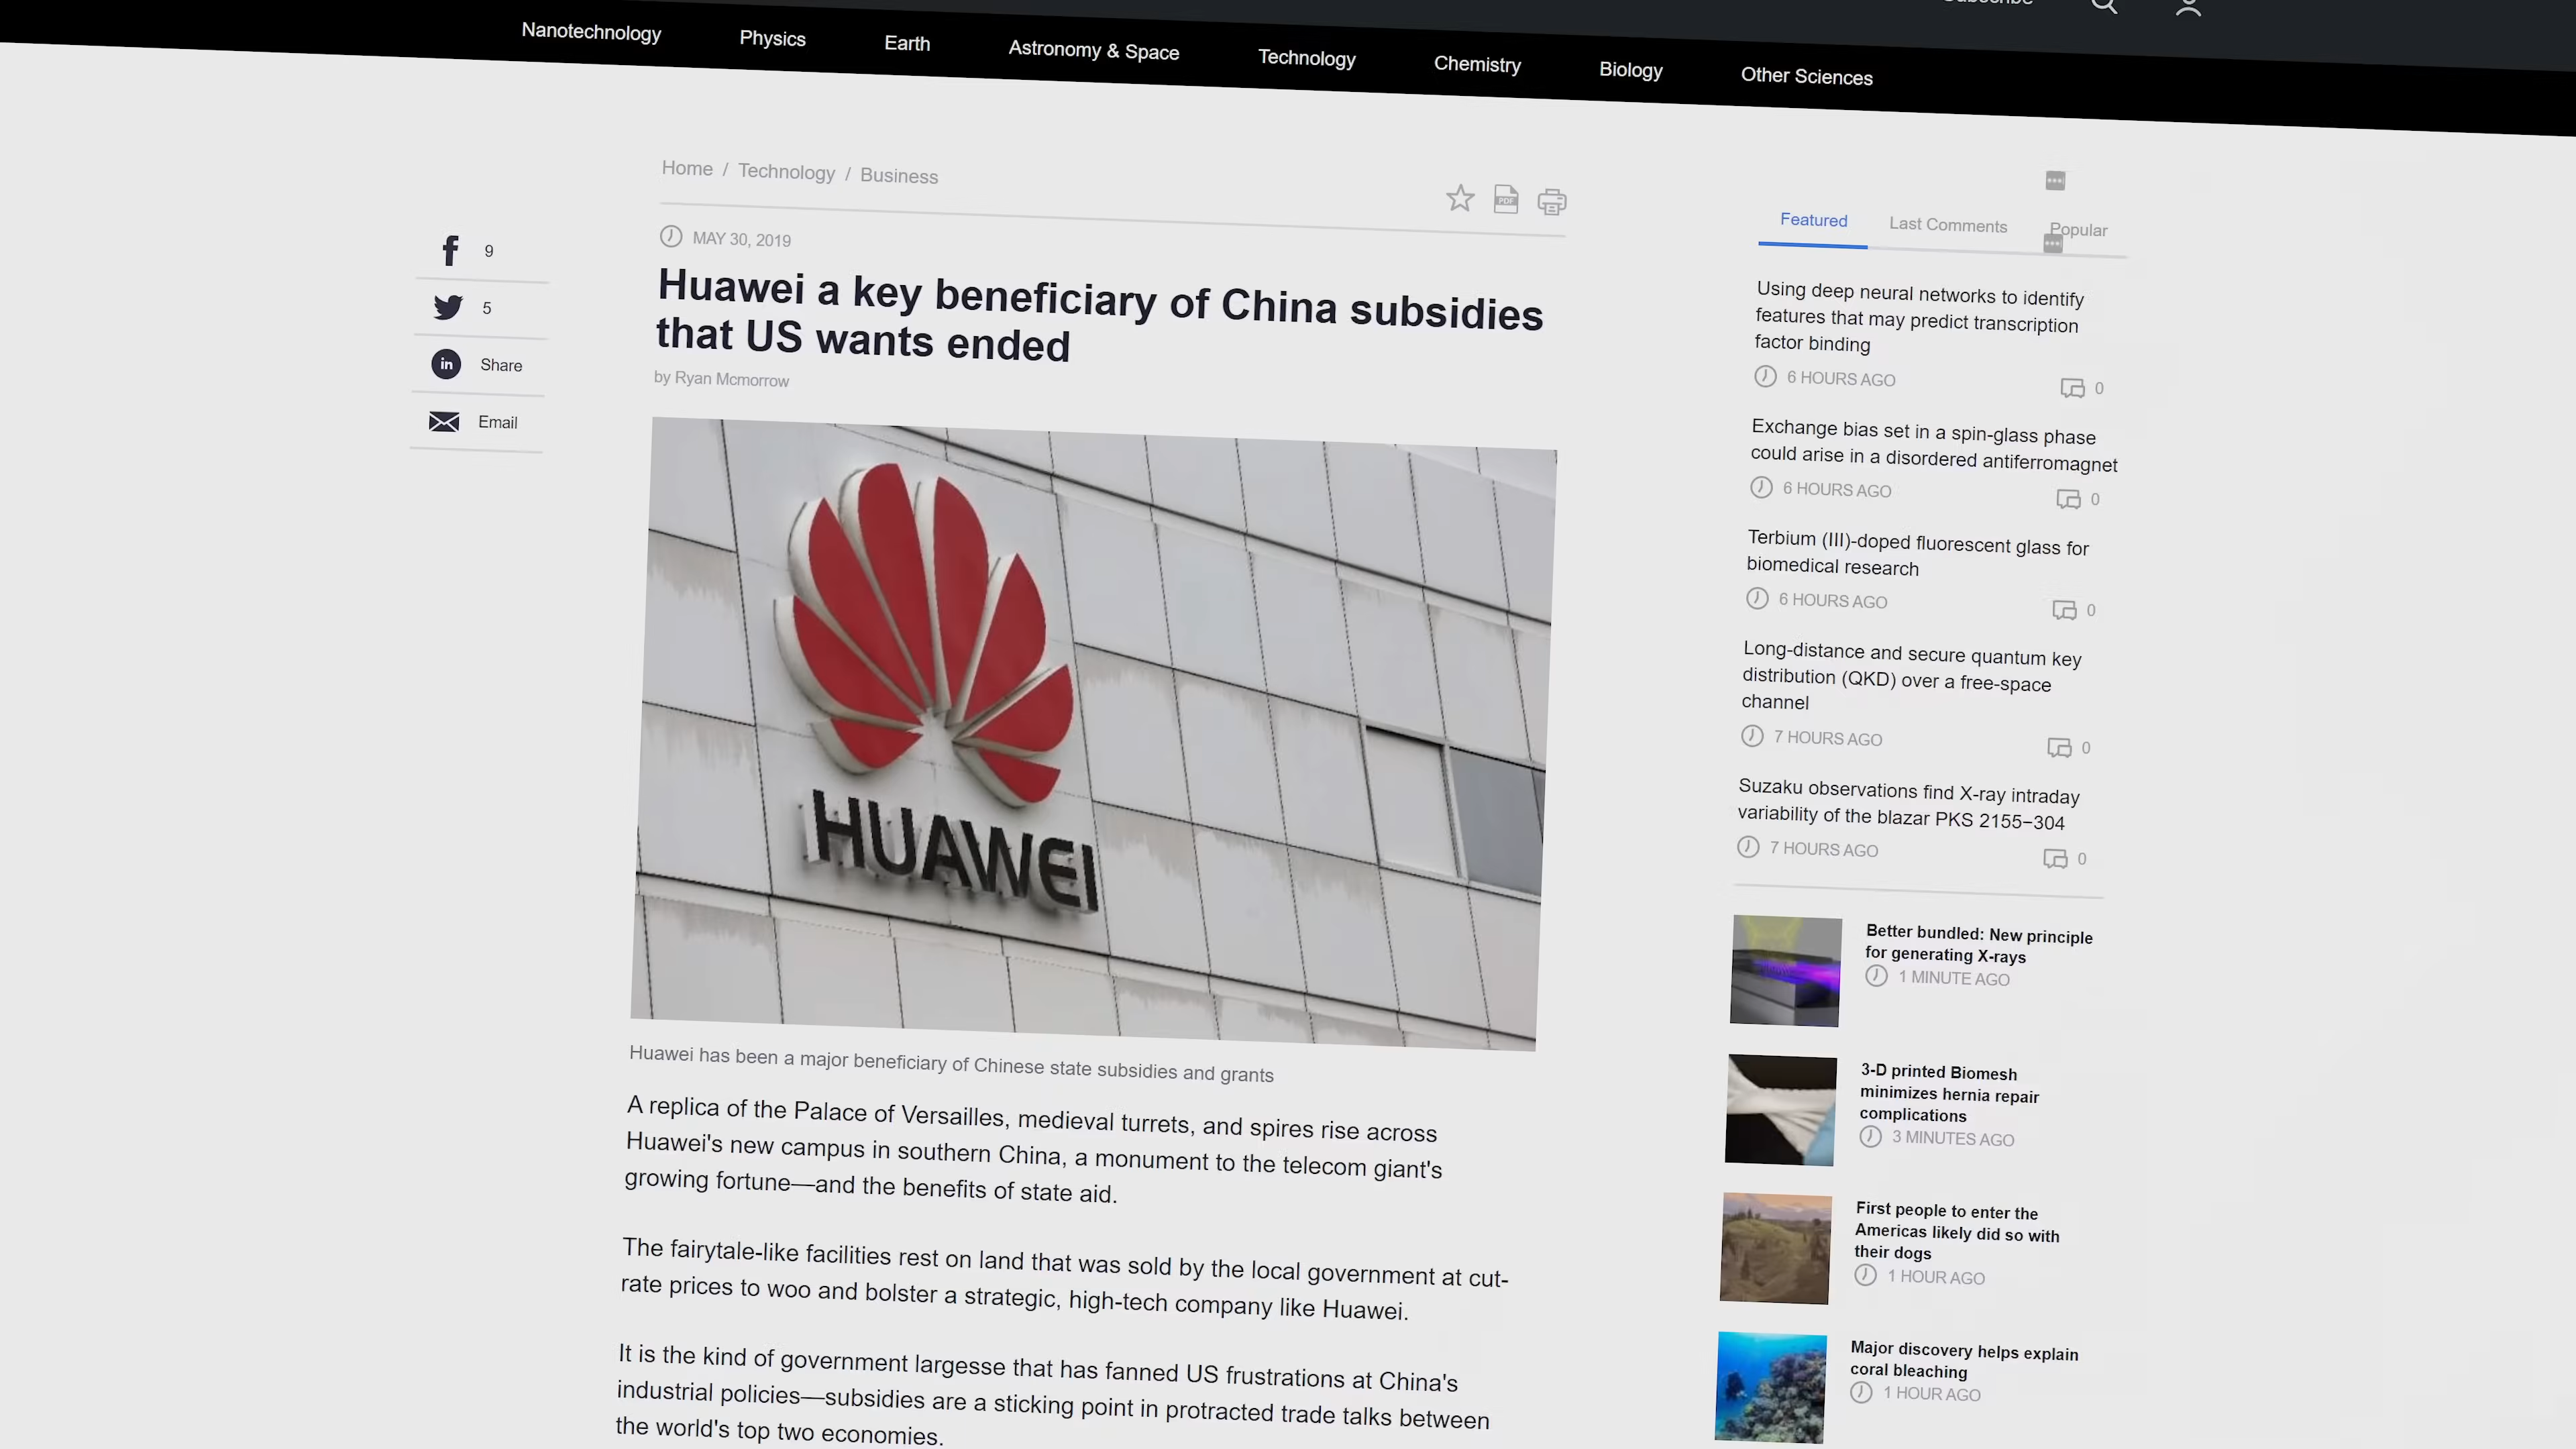 Subscribe
Nanotechnology
Physics
Earth
Astronomy & Space
Technology
Chemistry
Biology
Other Sciences
Home / Technology / Business
PDF
9
5
in Share
Email
MAY 30, 2019
Huawei a key beneficiary of China subsidies
that US wants ended
by Ryan Mcmorrow
HUAWEI
Huawei has been a major beneficiary of Chinese state subsidies and grants
A replica of the Palace of Versailles, medieval turrets, and spires rise across
Huawei's new campus in southern China, a monument to the telecom giant's
growing fortune—and the benefits of state aid.
The fairytale-like facilities rest on land that was sold by the local government at cut-
rate prices to woo and bolster a strategic, high-tech company like Huawei.
It is the kind of government largesse that has fanned US frustrations at China's
industrial policies—subsidies are a sticking point in protracted trade talks between
the world's top two economies.
Featured
Last Comments
Popular
Using deep neural networks to identify
features that may predict transcription
factor binding
6 HOURS AGO 0
Exchange bias set in a spin-glass phase
could arise in a disordered antiferromagnet
6 HOURS AGO 0
Terbium (III)-doped fluorescent glass for
biomedical research
6 HOURS AGO 0
Long-distance and secure quantum key
distribution (QKD) over a free-space
channel
7 HOURS AGO 0
Suzaku observations find X-ray intraday
variability of the blazar PKS 2155–304
7 HOURS AGO 0
Better bundled: New principle
for generating X-rays
1 MINUTE AGO
3-D printed Biomesh
minimizes hernia repair
complications
3 MINUTES AGO
First people to enter the
Americas likely did so with
their dogs
1 HOUR AGO
Major discovery helps explain
coral bleaching
1 HOUR AGO